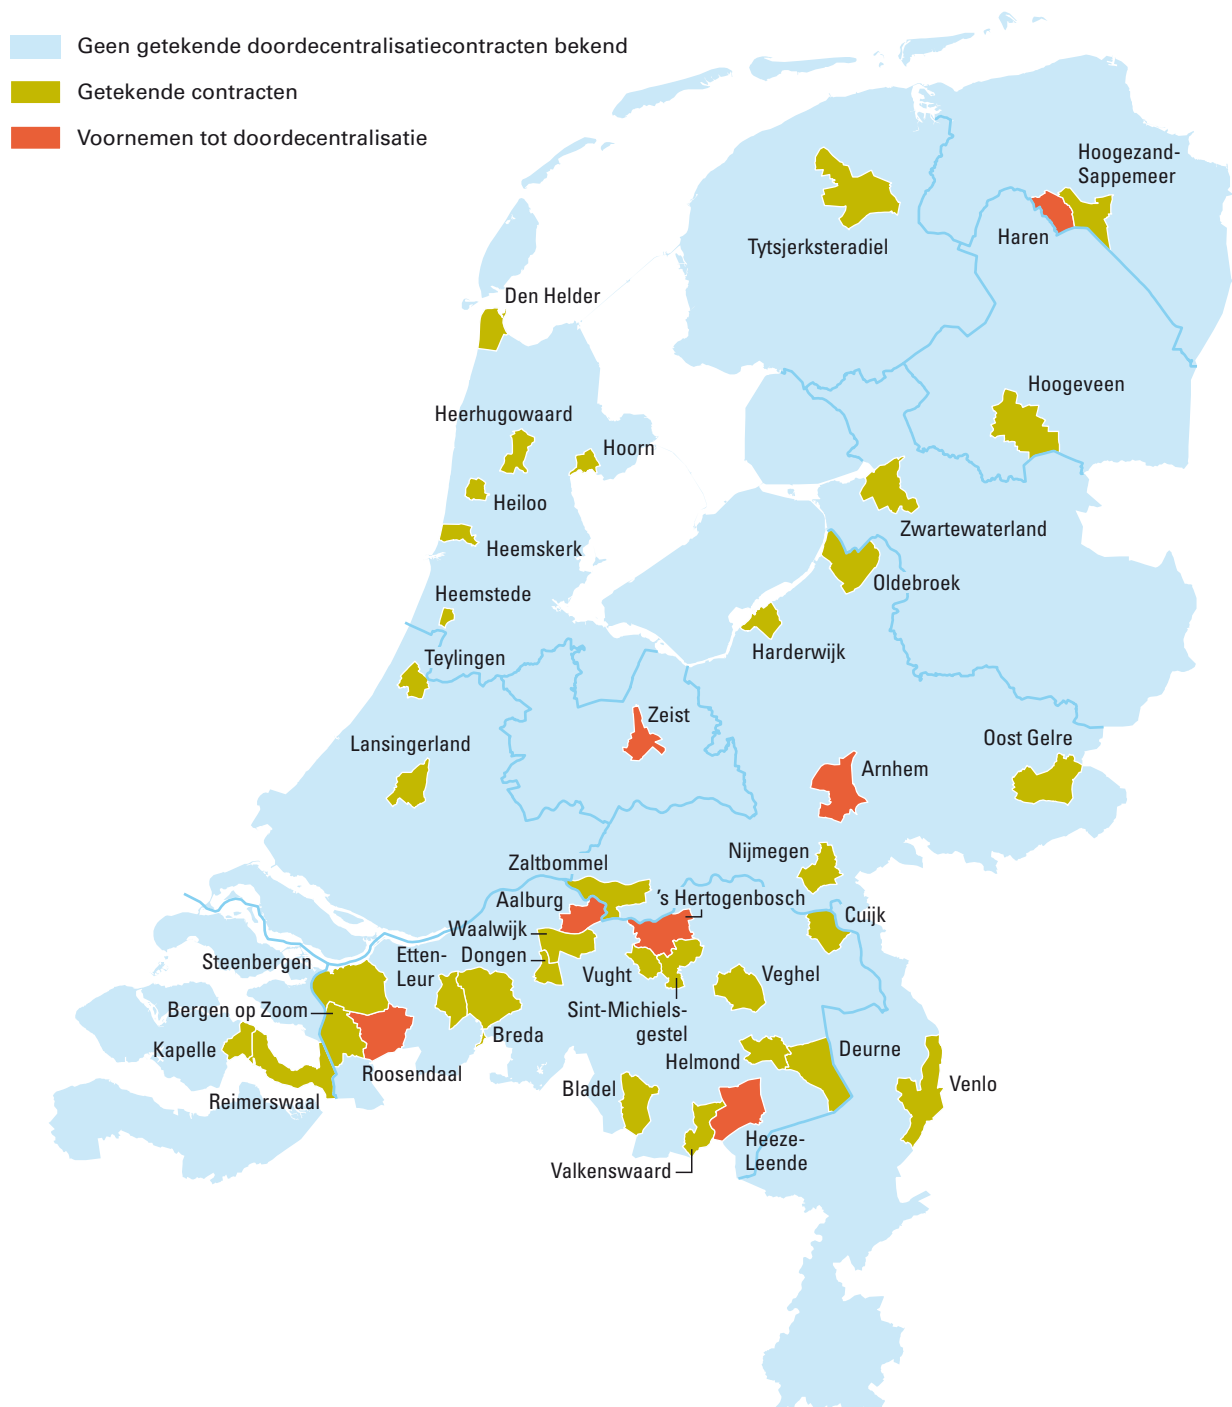 Geen getekende doordecentralisatiecontracten bekend
Getekende contracten
Voornemen tot doordecentralisatie
Hoogezand-
Sappemeer
Haren
Tytsjerksteradiel
Den Helder
Hoogeveen
Heerhugowaard
Hoorn
Heiloo
Zwartewaterland
Heemskerk
Oldebroek
Heemstede
Harderwijk
Teylingen
Zeist
Lansingerland
Oost Gelre
Arnhem
Nijmegen
Zaltbommel
Aalburg
's Hertogenbosch
Cuijk
Waalwijk
Etten-
Leur
Dongen
Steenbergen
Vught
Veghel
Bergen op Zoom
Sint-Michiels-
gestel
Breda
Kapelle
Helmond
Deurne
Roosendaal
Bladel
Venlo
Reimerswaal
Heeze-
Leende
Valkenswaard